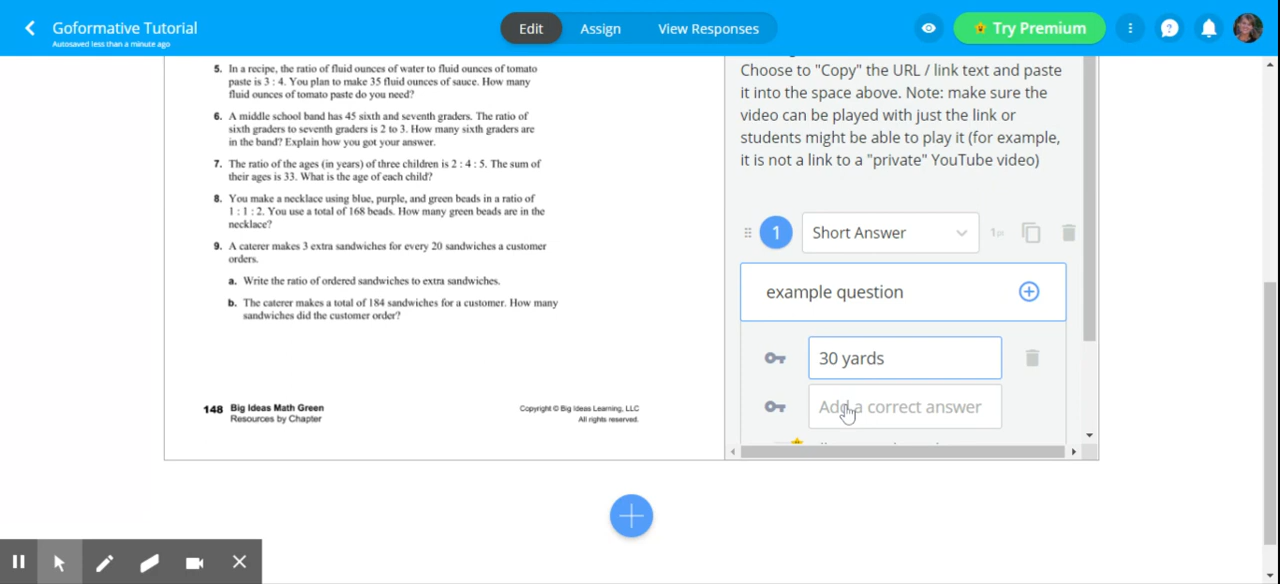 Goformative Tutorial
Autosaved less than a minute ago
Edit
Assign
View Responses
Try Premium
5. In a recipe, the ratio of fluid ounces of water to fluid ounces of tomato
paste is 3 : 4. You plan to make 35 fluid ounces of sauce. How many
fluid ounces of tomato paste do you need?
6. A middle school band has 45 sixth and seventh graders. The ratio of
sixth graders to seventh graders is 2 to 3. How many sixth graders are
in the band? Explain how you got your answer.
7. The ratio of the ages (in years) of three children is 2 : 4 : 5. The sum of
their ages is 33. What is the age of each child?
8. You make a necklace using blue, purple, and green beads in a ratio of
1 : 1 : 2. You use a total of 168 beads. How many green beads are in the
necklace?
9. A caterer makes 3 extra sandwiches for every 20 sandwiches a customer
orders.
a. Write the ratio of ordered sandwiches to extra sandwiches.
b. The caterer makes a total of 184 sandwiches for a customer. How many
sandwiches did the customer order?
148 Big Ideas Math Green
Resources by Chapter
Copyright © Big Ideas Learning, LLC
All rights reserved.
Choose to "Copy" the URL / link text and paste
it into the space above. Note: make sure the
video can be played with just the link or
students might be able to play it (for example,
it is not a link to a "private" YouTube video)
1
Short Answer
example question
30 yards
Add a correct answer